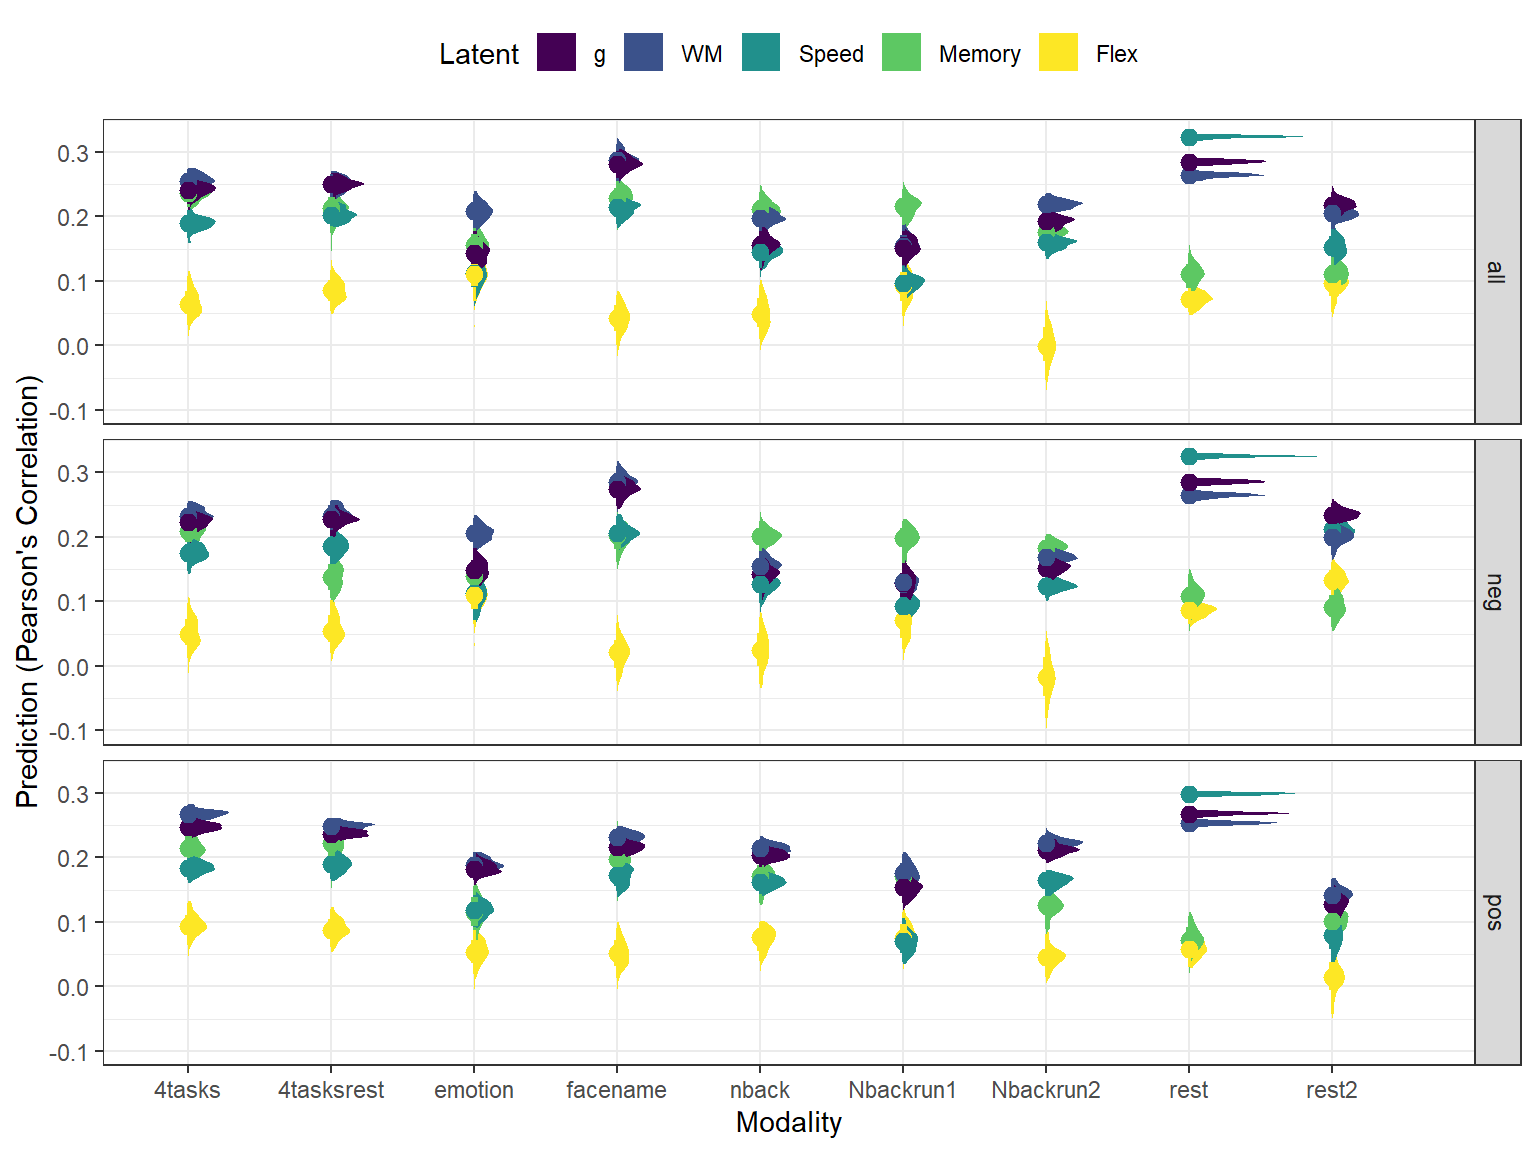 Latent g WM Speed Memory Flex
Prediction (Pearson's Correlation)
0.3
0.2
0.1
0.0
-0.1
all
0.3
0.2
0.1
0.0
-0.1
neg
0.3
0.2
0.1
0.0
-0.1
pos
4tasks 4tasksrest emotion facename nback Nbackrun1 Nbackrun2 rest rest2
Modality